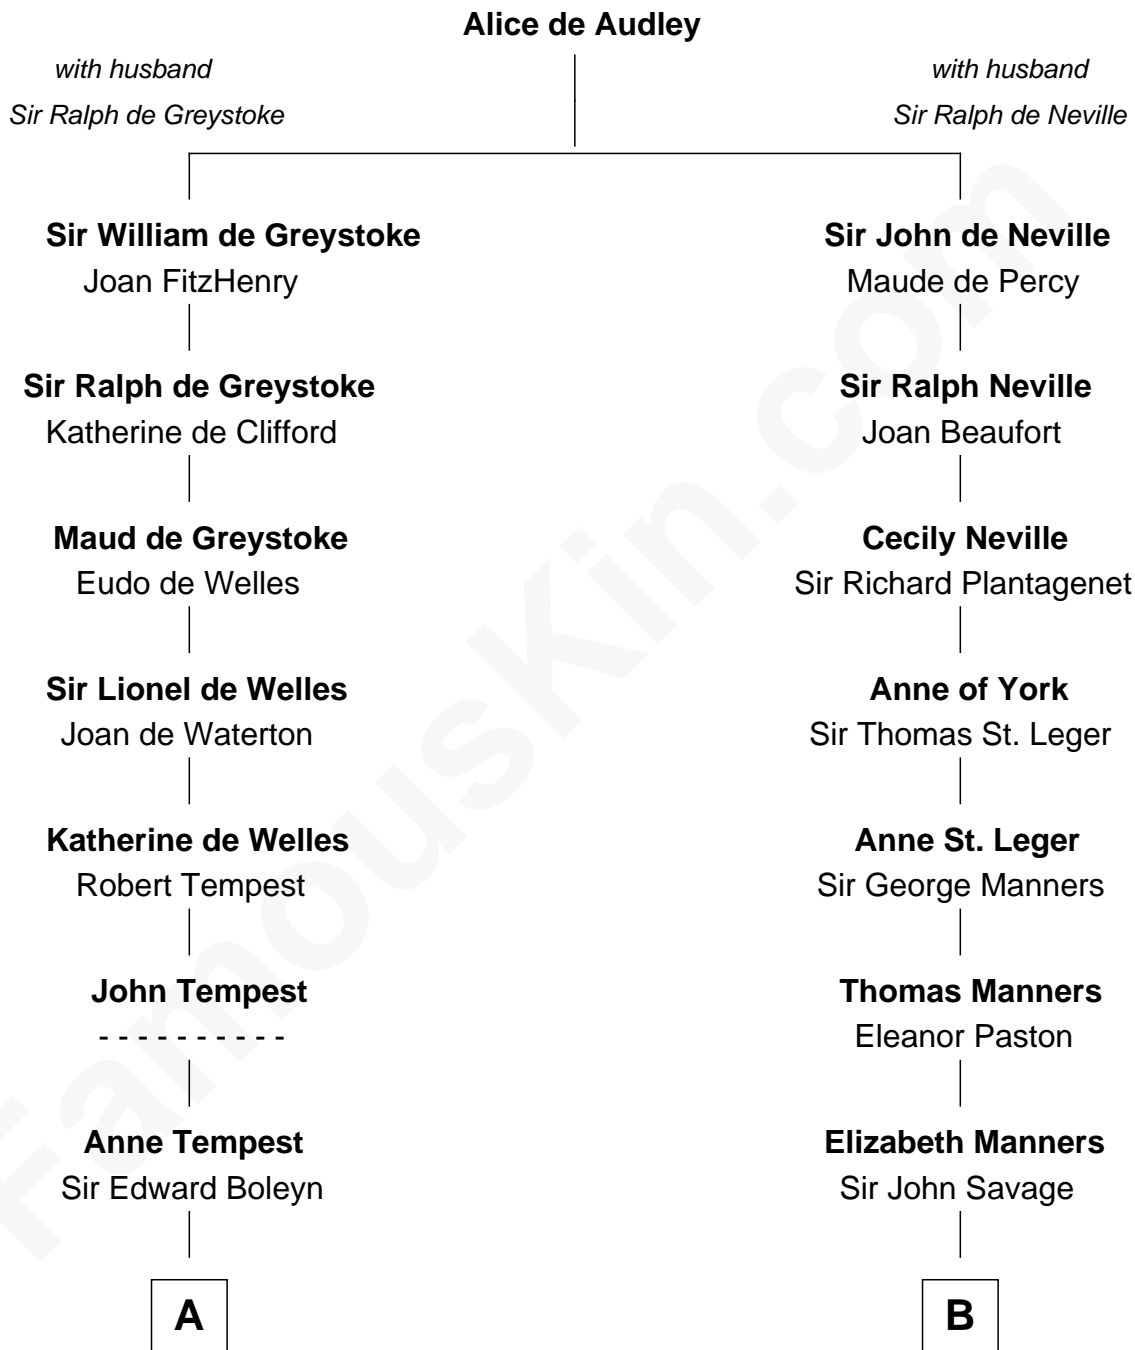 Alice de Audley
with husband
Sir Ralph de Greystoke
with husband
Sir Ralph de Neville
Sir William de Greystoke
Joan FitzHenry
Sir Ralph de Greystoke
Katherine de Clifford
Maud de Greystoke
Eudo de Welles
Sir Lionel de Welles
Joan de Waterton
Katherine de Welles
Robert Tempest
John Tempest
- - - - - - - - - -
Anne Tempest
Sir Edward Boleyn
A
Sir John de Neville
Maude de Percy
Sir Ralph Neville
Joan Beaufort
Cecily Neville
Sir Richard Plantagenet
Anne of York
Sir Thomas St. Leger
Anne St. Leger
Sir George Manners
Thomas Manners
Eleanor Paston
Elizabeth Manners
Sir John Savage
B
FamousKin.com